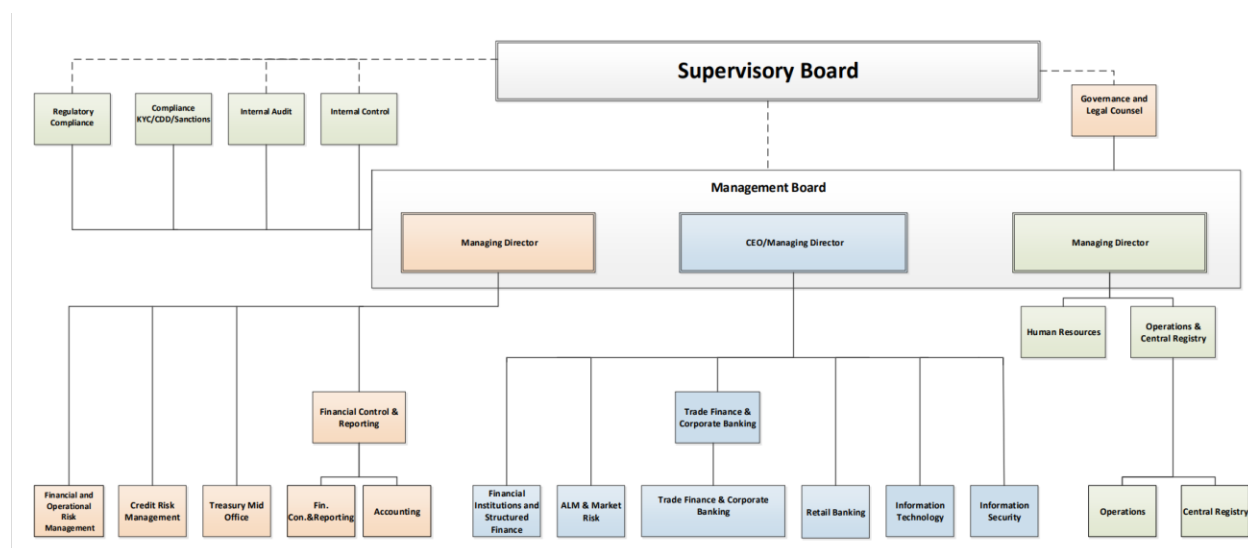 Supervisory Board
Regulatory
Compliance
Compliance
KYC/CDD/Sanctions
Internal Audit
Internal Control
Governance and
Legal Counsel
Management Board
Managing Director
CEO/Managing Director
Managing Director
Human Resources
Operations &
Central Registry
Financial Control &
Reporting
Trade Finance &
Corporate Banking
Financial and
Operational
Risk
Management
Credit Risk
Management
Treasury Mid
Office
Fin.
Con.&Reporting
Accounting
Financial
Institutions and
Structured
Finance
ALM & Market
Risk
Trade Finance & Corporate
Banking
Retail Banking
Information
Technology
Information
Security
Operations
Central Registry